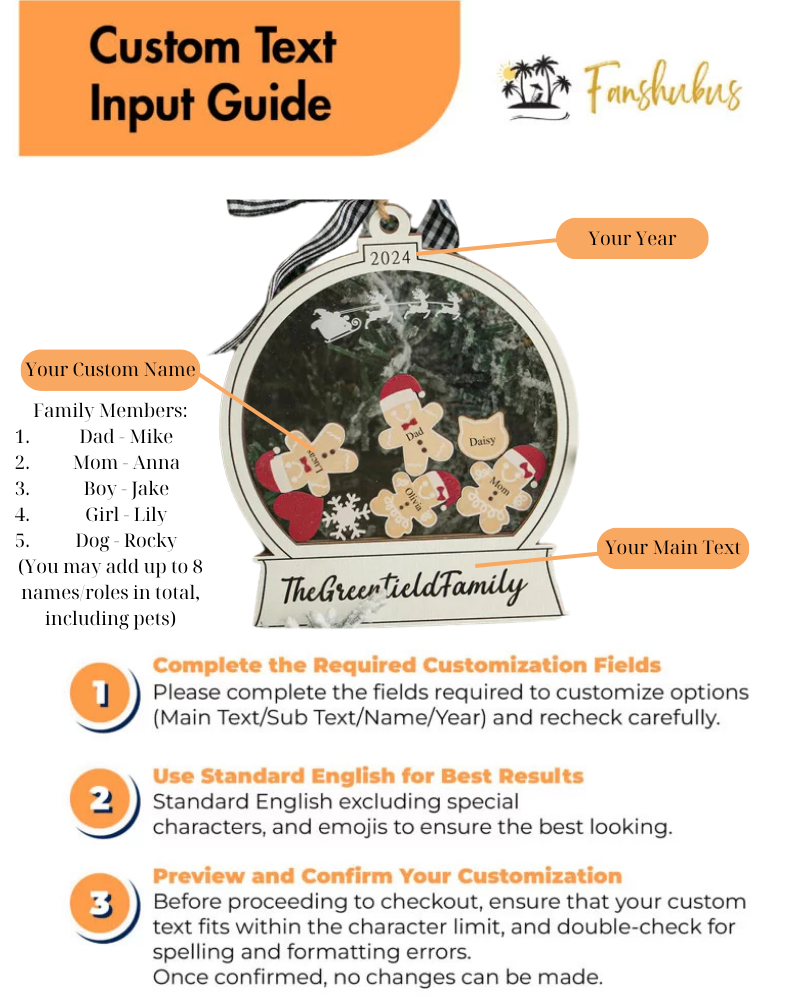 Custom Text
Input Guide
Fanshubus
Your Year
2024
Your Custom Name
Family Members:
1. Dad - Mike
2. Mom - Anna
3. Boy - Jake
4. Girl - Lily
5. Dog - Rocky
(You may add up to 8
names/roles in total,
including pets)
Dad
Daisy
Lucas
Olivia
Mom
Your Main Text
TheGreenfieldFamily
1
Complete the Required Customization Fields
Please complete the fields required to customize options
(Main Text/Sub Text/Name/Year) and recheck carefully.
2
Use Standard English for Best Results
Standard English excluding special
characters, and emojis to ensure the best looking.
3
Preview and Confirm Your Customization
Before proceeding to checkout, ensure that your custom
text fits within the character limit, and double-check for
spelling and formatting errors.
Once confirmed, no changes can be made.